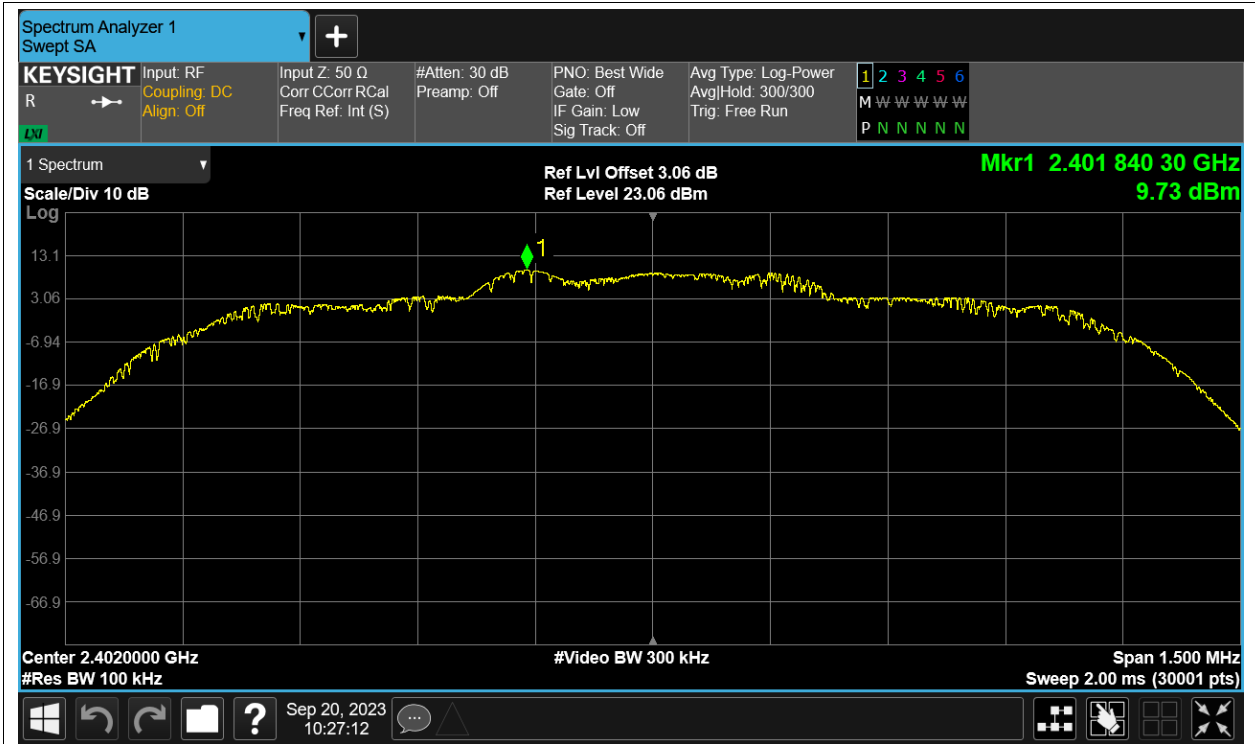 Spectrum Analyzer 1
Swept SA
KEYSIGHT
R
LXI
Input: RF
Coupling: DC
Align: Off
Input Z: 50 Ω
Corr CCorr RCal
Freq Ref: Int (S)
#Atten: 30 dB
Preamp: Off
PNO: Best Wide
Gate: Off
IF Gain: Low
Sig Track: Off
Avg Type: Log-Power
Avg|Hold: 300/300
Trig: Free Run
1 2 3 4 5 6
M W W W W W
P N N N N N
1 Spectrum
Scale/Div 10 dB
Ref Lvl Offset 3.06 dB
Ref Level 23.06 dBm
Mkr1 2.401 840 30 GHz
9.73 dBm
Log
1
13.1
3.06
-6.94
-16.9
-26.9
-36.9
-46.9
-56.9
-66.9
Center 2.4020000 GHz
#Res BW 100 kHz
#Video BW 300 kHz
Span 1.500 MHz
Sweep 2.00 ms (30001 pts)
?
Sep 20, 2023
10:27:12